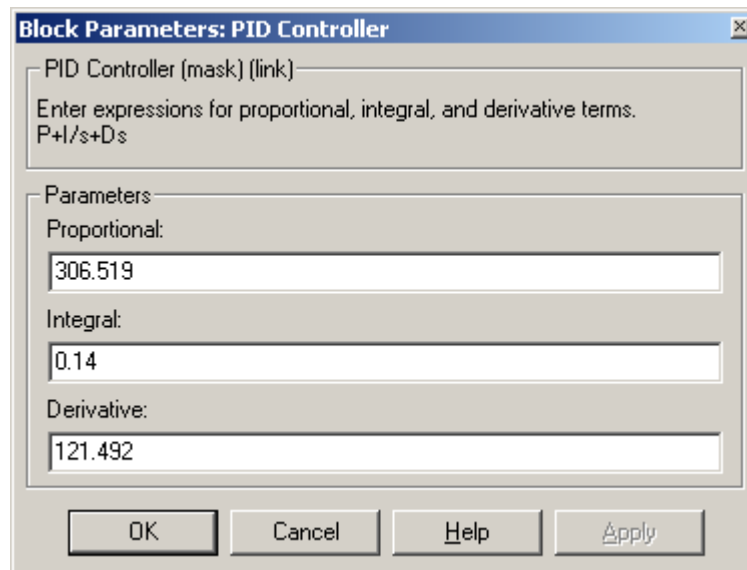 Block Parameters: PID Controller
PID Controller (mask) (link)
Enter expressions for proportional, integral, and derivative terms.
P+I/s+Ds
Parameters
Proportional:
306.519
Integral:
0.14
Derivative:
121.492
OK Cancel Help Apply